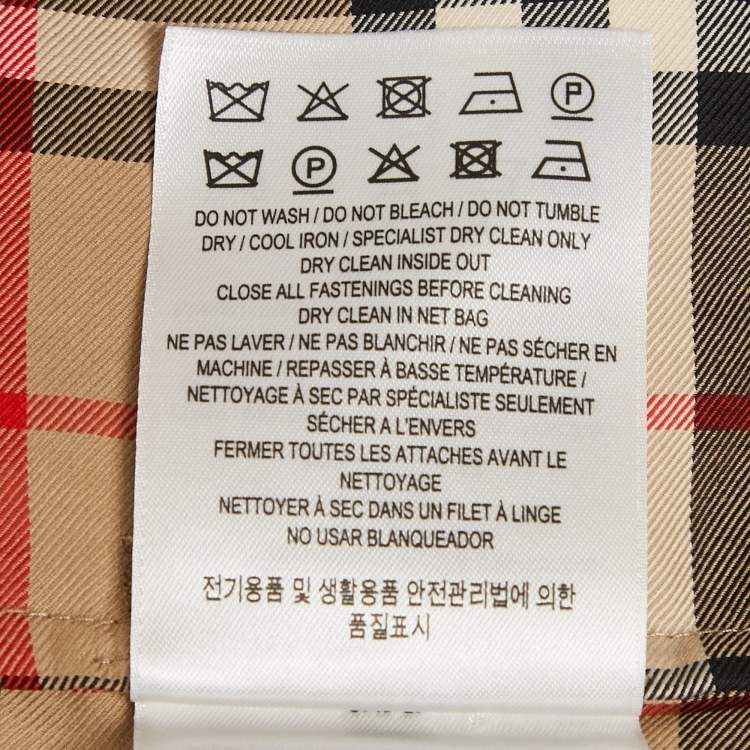 P
P
DO NOT WASH / DO NOT BLEACH / DO NOT TUMBLE
DRY / COOL IRON / SPECIALIST DRY CLEAN ONLY
DRY CLEAN INSIDE OUT
CLOSE ALL FASTENINGS BEFORE CLEANING
DRY CLEAN IN NET BAG
NE PAS LAVER / NE PAS BLANCHIR / NE PAS SÉCHER EN
MACHINE / REPASSER À BASSE TEMPÉRATURE /
NETTOYAGE À SEC PAR SPÉCIALISTE SEULEMENT
SÉCHER A L'ENVERS
FERMER TOUTES LES ATTACHES AVANT LE
NETTOYAGE
NETTOYER À SEC DANS UN FILET À LINGE
NO USAR BLANQUEADOR
전기용품 및 생활용품 안전관리법에 의한
품질표시